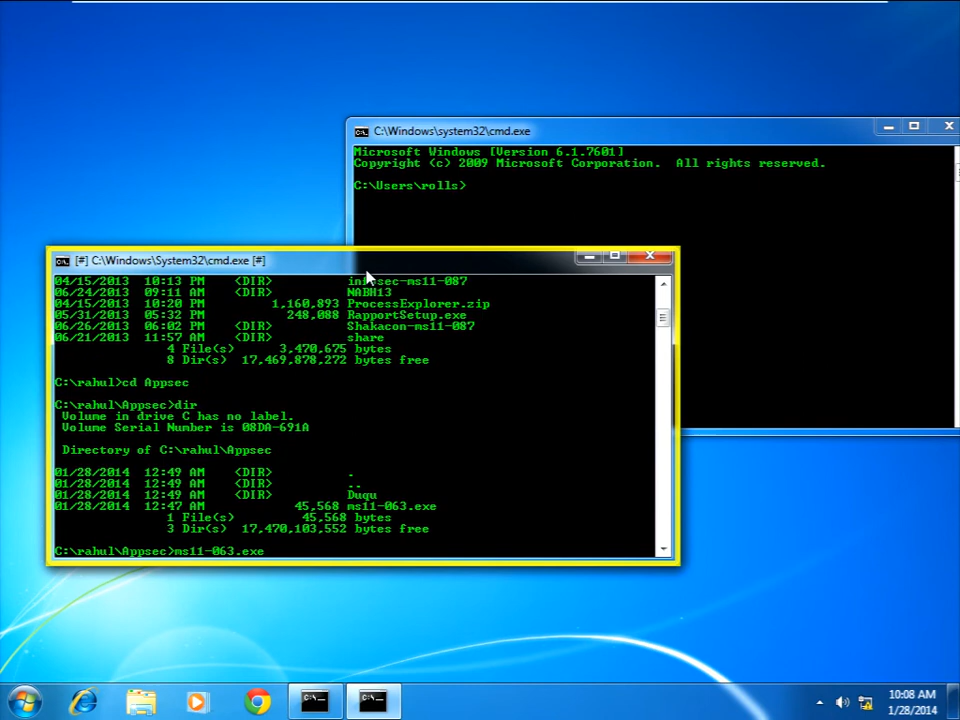 C:\Windows\system32\cmd.exe
Microsoft Windows [Version 6.1.7601]
Copyright (c) 2009 Microsoft Corporation.  All rights reserved.
C:\Users\rolls>
[#] C:\Windows\System32\cmd.exe [#]
04/15/2013  10:13 PM    <DIR>
06/24/2013  09:11 AM    <DIR>          NABH13
04/15/2013  10:20 PM         1,160,893 ProcessExplorer.zip
05/31/2013  05:32 PM           248,088 RapportSetup.exe
06/26/2013  06:02 PM    <DIR>          Shakacon-ms11-087
06/21/2013  11:57 AM    <DIR>          share
4 File(s)      3,470,675 bytes
8 Dir(s)  17,469,878,272 bytes free
C:\rahul>cd Appsec
C:\rahul\Appsec>dir
Volume in drive C has no label.
Volume Serial Number is 08DA-691A
Directory of C:\rahul\Appsec
01/28/2014  12:49 AM    <DIR>          .
01/28/2014  12:49 AM    <DIR>          ..
01/28/2014  12:49 AM    <DIR>          Duqu
01/28/2014  12:47 AM            45,568 ms11-063.exe
1 File(s)         45,568 bytes
3 Dir(s)  17,470,103,552 bytes free
C:\rahul\Appsec>ms11-063.exe
10:08 AM
1/28/2014